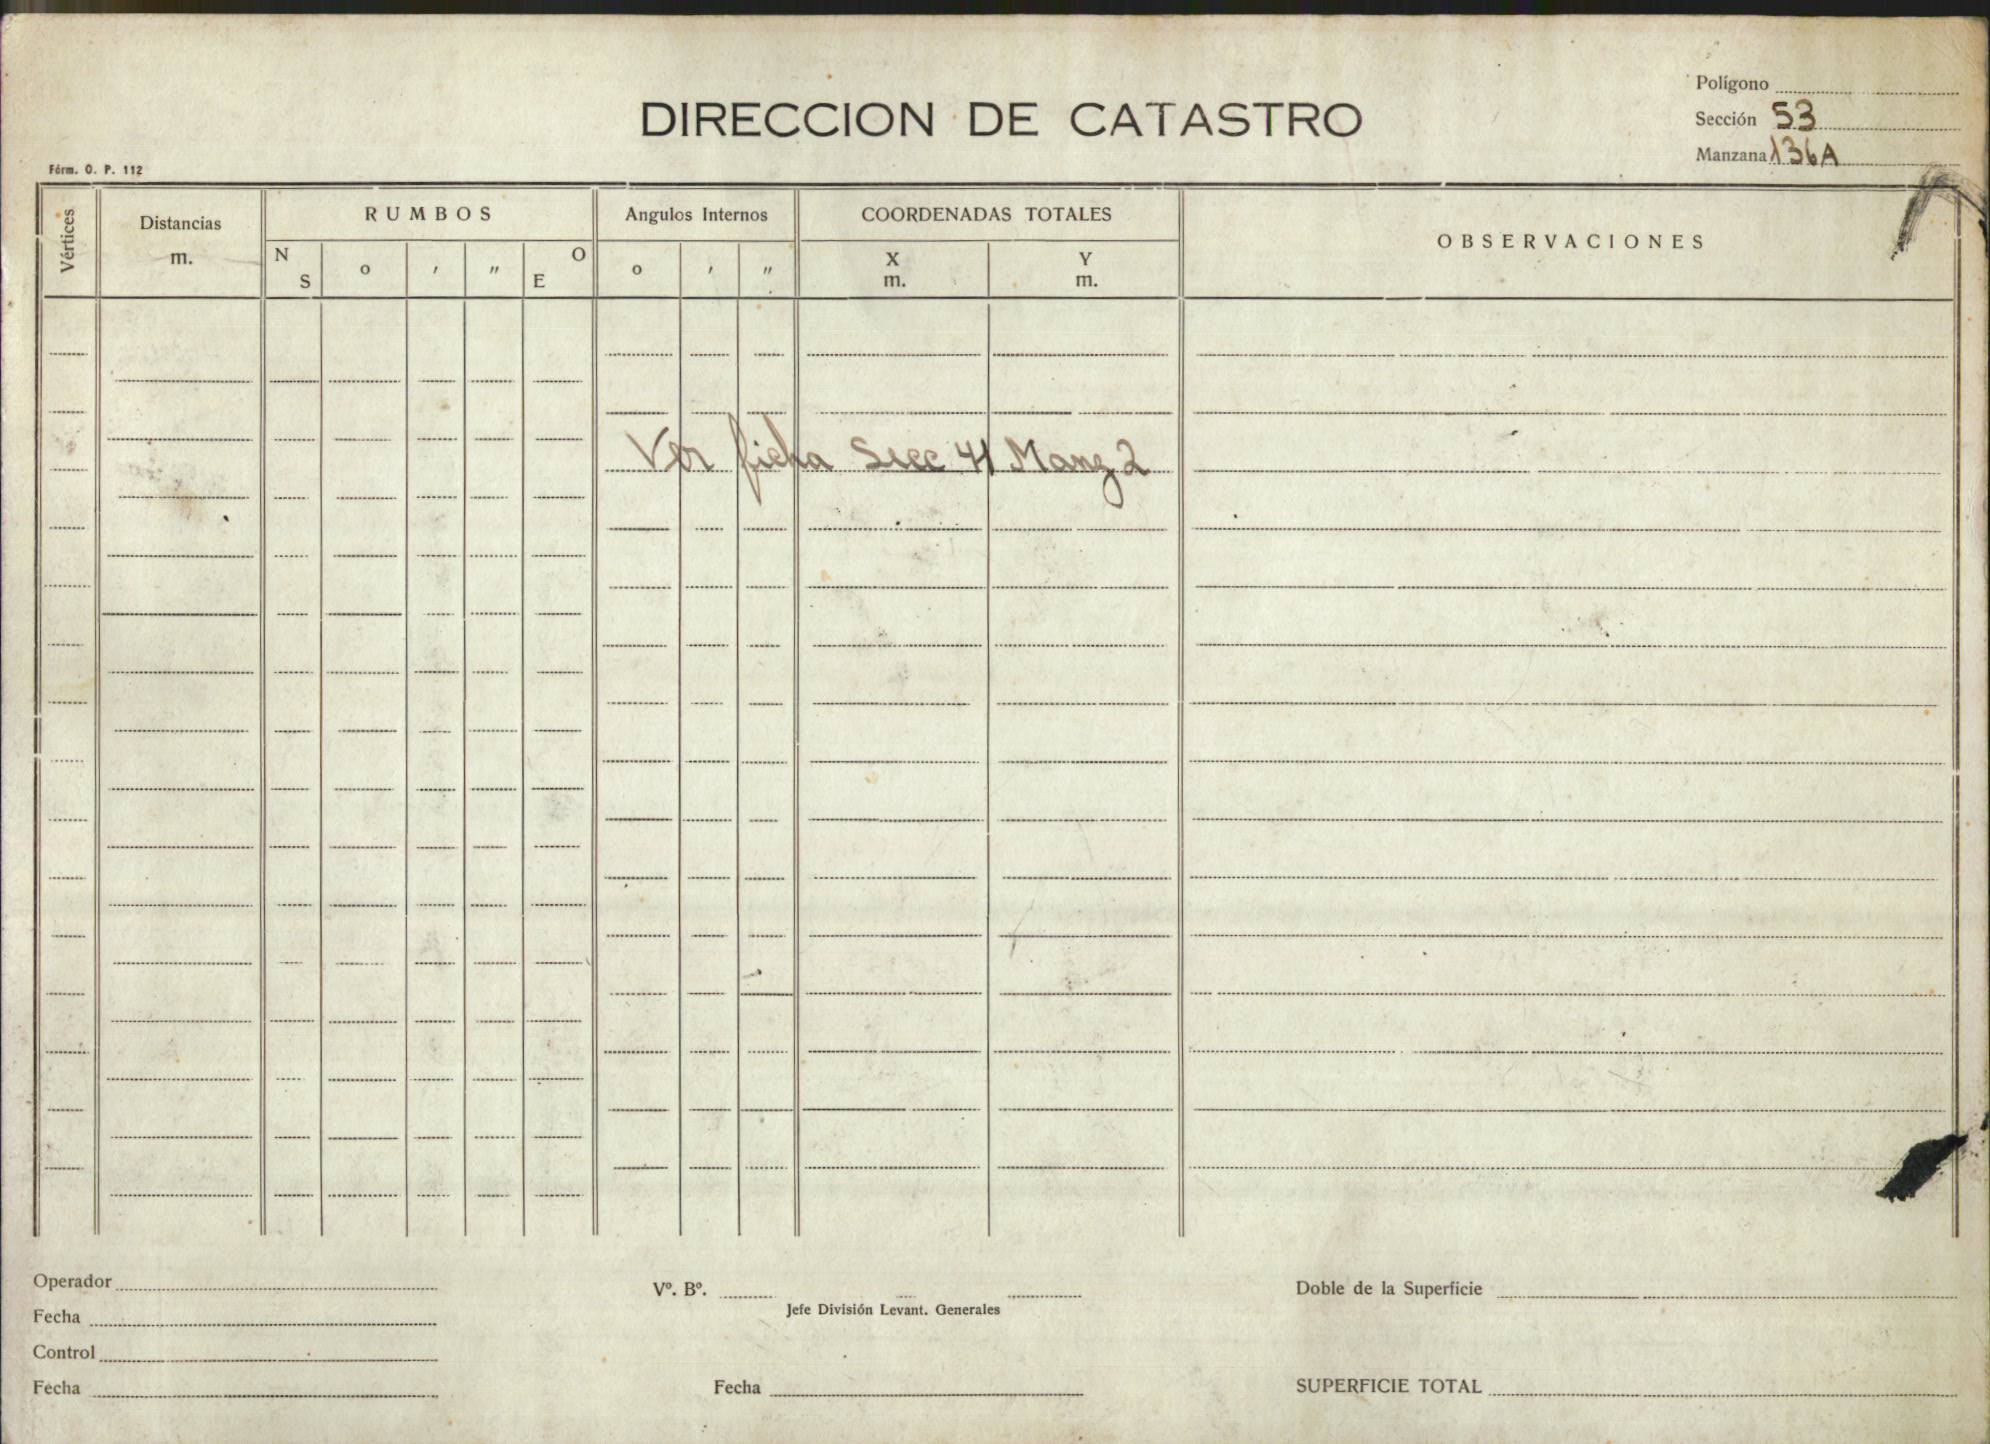 Polígono
DIRECCION DE CATASTRO
Sección 53
Manzana 136A
Fórm. O. P. 112
Vértices
Distancias
m.
RUMBOS
N
S
o
'
"
O
E
Angulos Internos
o
'
"
COORDENADAS TOTALES
X
m.
Y
m.
OBSERVACIONES
Ver ficha Secc 41 Manz 2
Operador
Fecha
Control
Fecha
Vº. Bº.
Jefe División Levant. Generales
Fecha
Doble de la Superficie
SUPERFICIE TOTAL